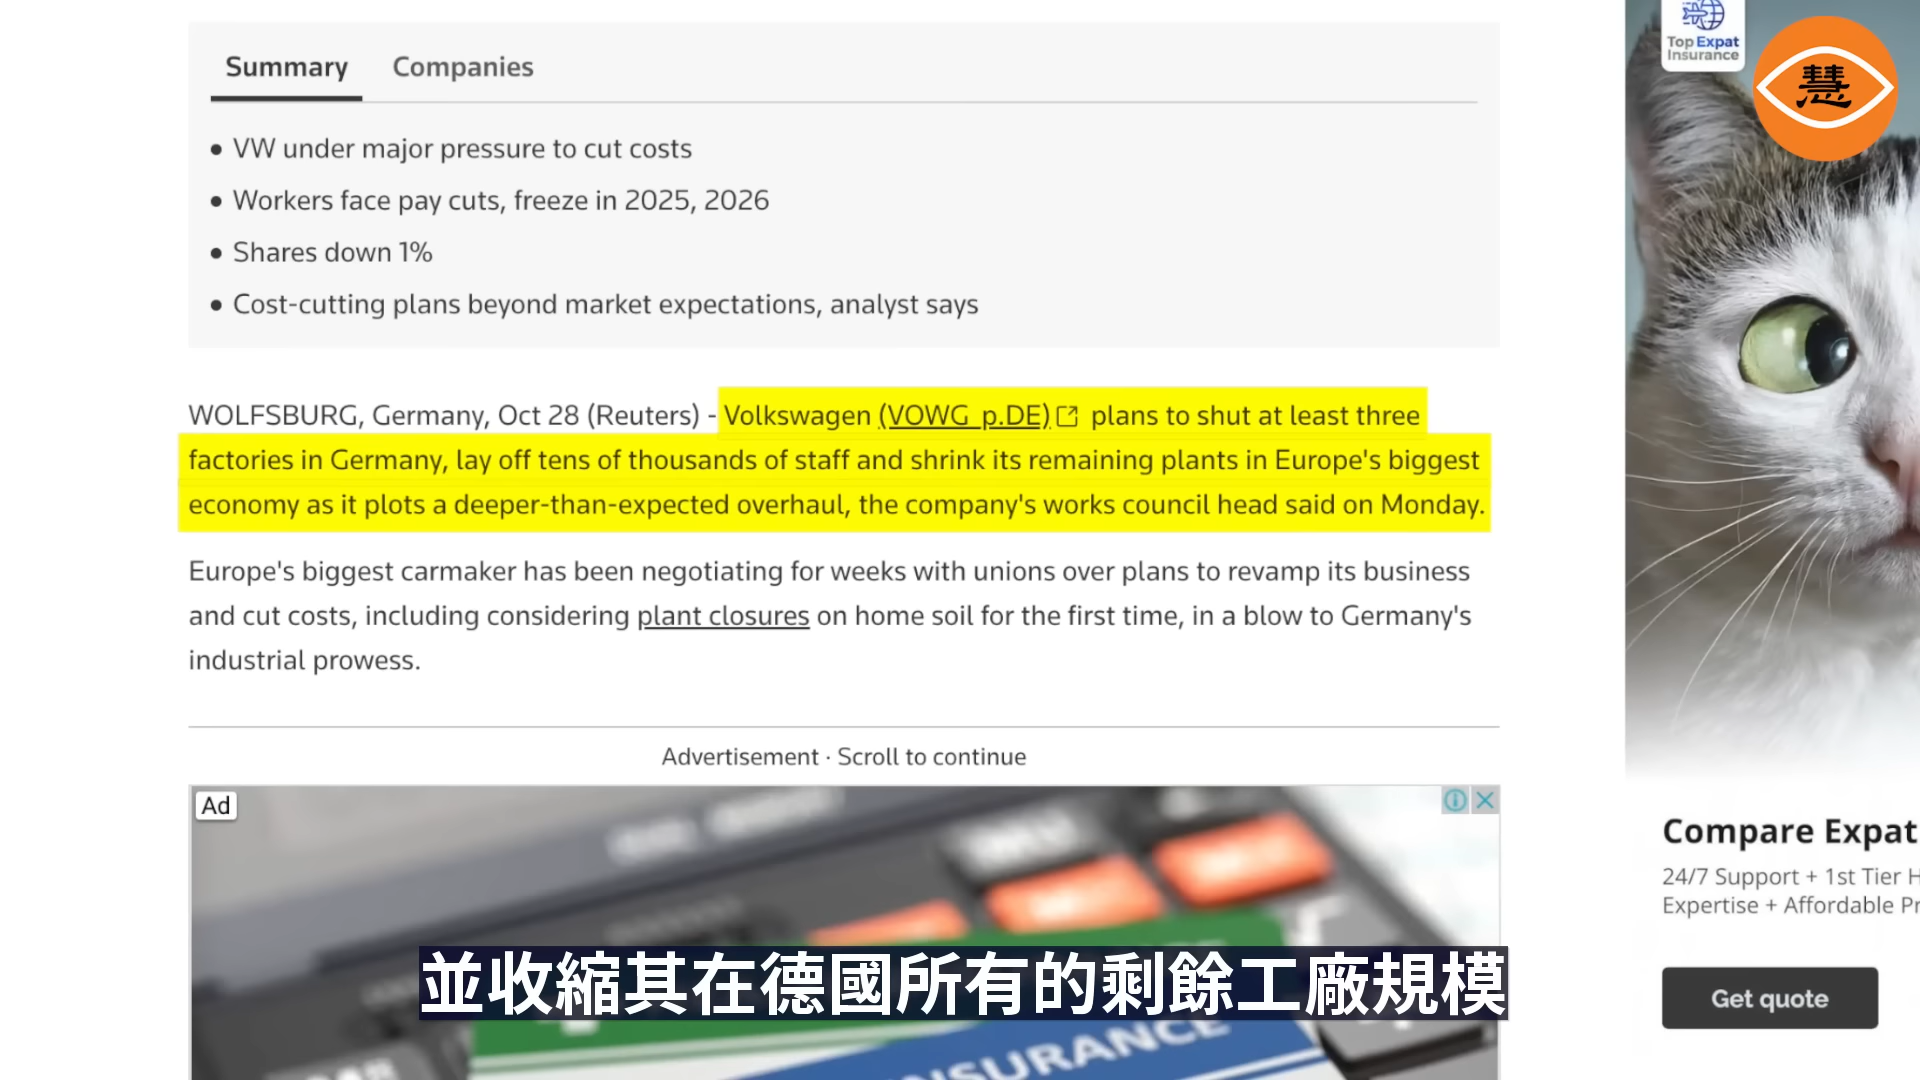 Top Expat
Insurance
慧
Summary
Companies
• VW under major pressure to cut costs
• Workers face pay cuts, freeze in 2025, 2026
• Shares down 1%
• Cost-cutting plans beyond market expectations, analyst says
WOLFSBURG, Germany, Oct 28 (Reuters) - Volkswagen (VOWG_p.DE) plans to shut at least three
factories in Germany, lay off tens of thousands of staff and shrink its remaining plants in Europe's biggest
economy as it plots a deeper-than-expected overhaul, the company's works council head said on Monday.
Europe's biggest carmaker has been negotiating for weeks with unions over plans to revamp its business
and cut costs, including considering plant closures on home soil for the first time, in a blow to Germany's
industrial prowess.
Advertisement · Scroll to continue
Ad
INSURANCE
並收縮其在德國所有的剩餘工廠規模
Compare Expat
24/7 Support + 1st Tier H
Expertise + Affordable Pr
Get quote